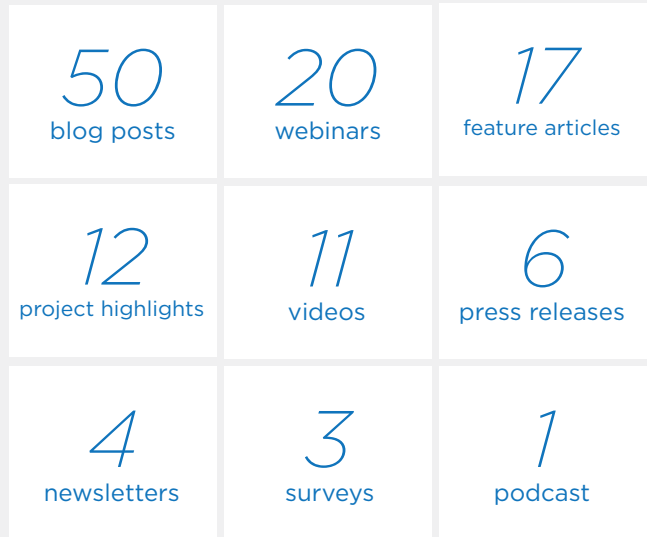 50
blog posts
20
webinars
17
feature articles
12
project highlights
11
videos
6
press releases
4
newsletters
3
surveys
1
podcast